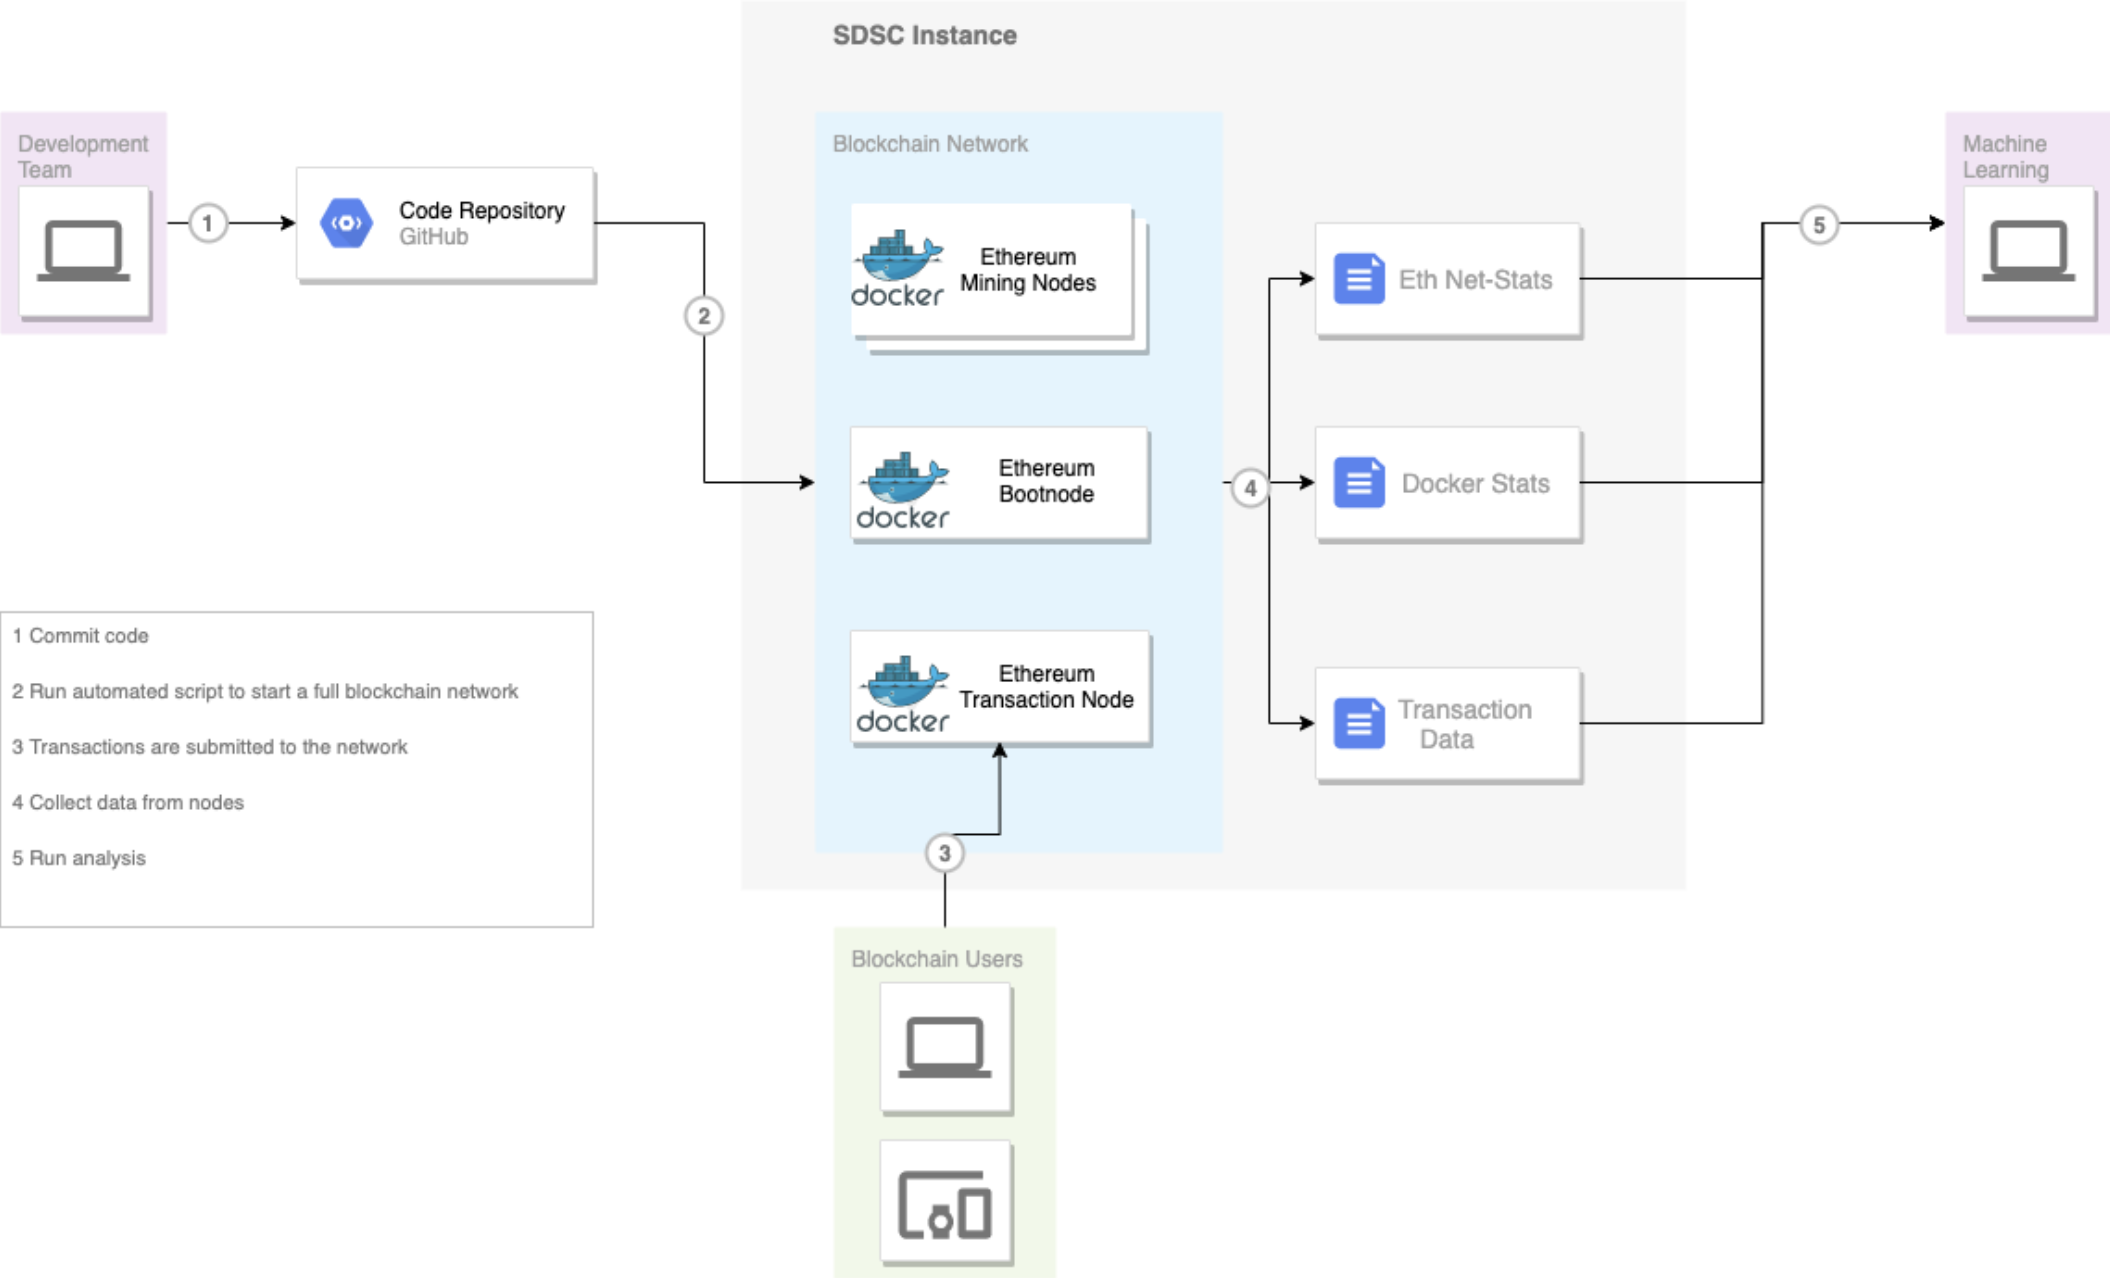 SDSC Instance
Development
Team
1
Code Repository
GitHub
2
Blockchain Network
docker
Ethereum
Mining Nodes
docker
Ethereum
Bootnode
docker
Ethereum
Transaction Node
3
4
Eth Net-Stats
Docker Stats
Transaction
Data
5
Machine
Learning
1 Commit code
2 Run automated script to start a full blockchain network
3 Transactions are submitted to the network
4 Collect data from nodes
5 Run analysis
Blockchain Users